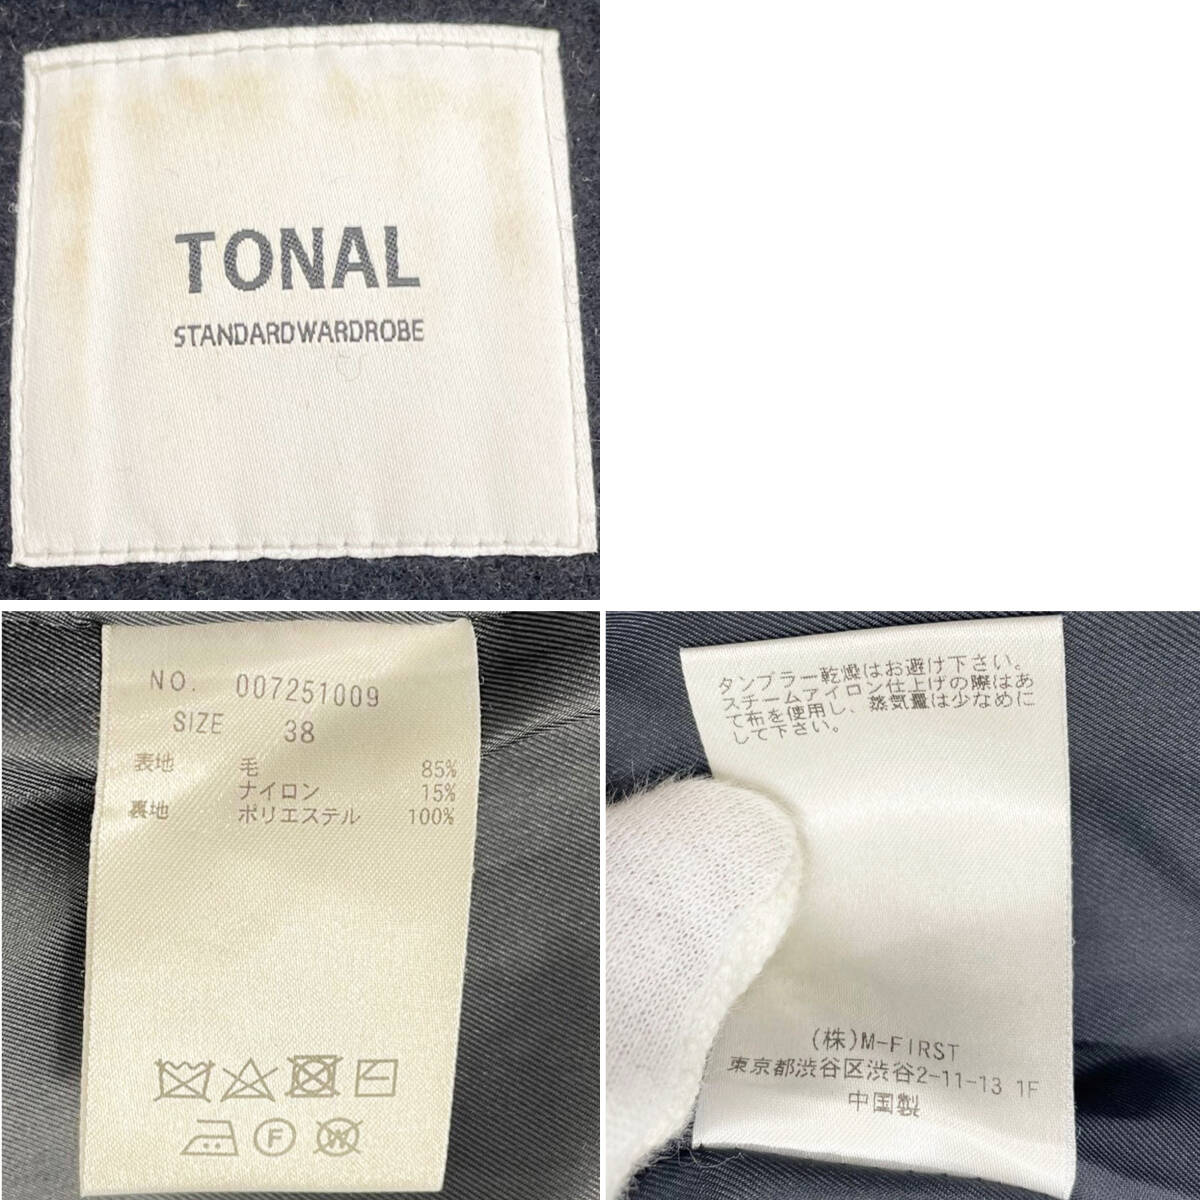 TONAL
STANDARDWARDROBE
NO. 007251009
SIZE 38
表地 毛 85%
ナイロン 15%
裏地 ポリエステル 100%
F
W
タンブラー乾燥はお避け下さい。
スチームアイロン仕上げの際はあ
て布を使用し、蒸気量は少なめに
して下さい。
(株)M-FIRST
東京都渋谷区渋谷2-11-13 1F
中国製